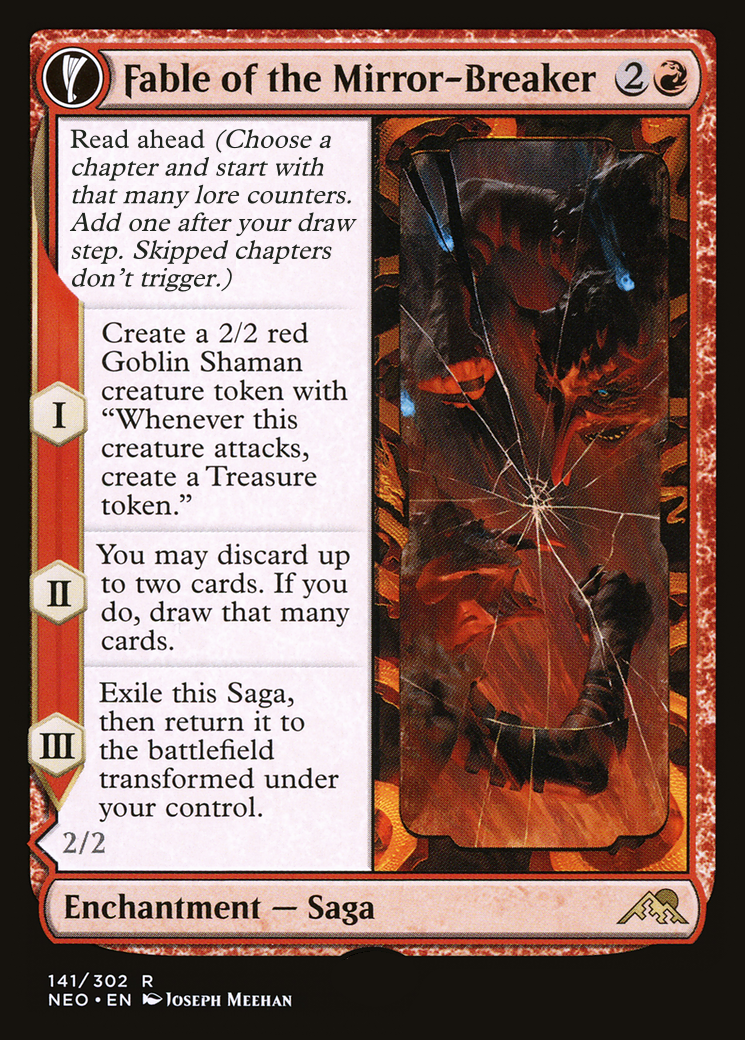 Fable of the Mirror-Breaker 2
Read ahead (Choose a
chapter and start with
that many lore counters.
Add one after your draw
step. Skipped chapters
don't trigger.)
Create a 2/2 red
Goblin Shaman
creature token with
“Whenever this
creature attacks,
create a Treasure
token.”
I
You may discard up
to two cards. If you
do, draw that many
cards.
II
Exile this Saga,
then return it to
the battlefield
transformed under
your control.
III
2/2
Enchantment — Saga
141/302 R
NEO • EN Joseph Meehan